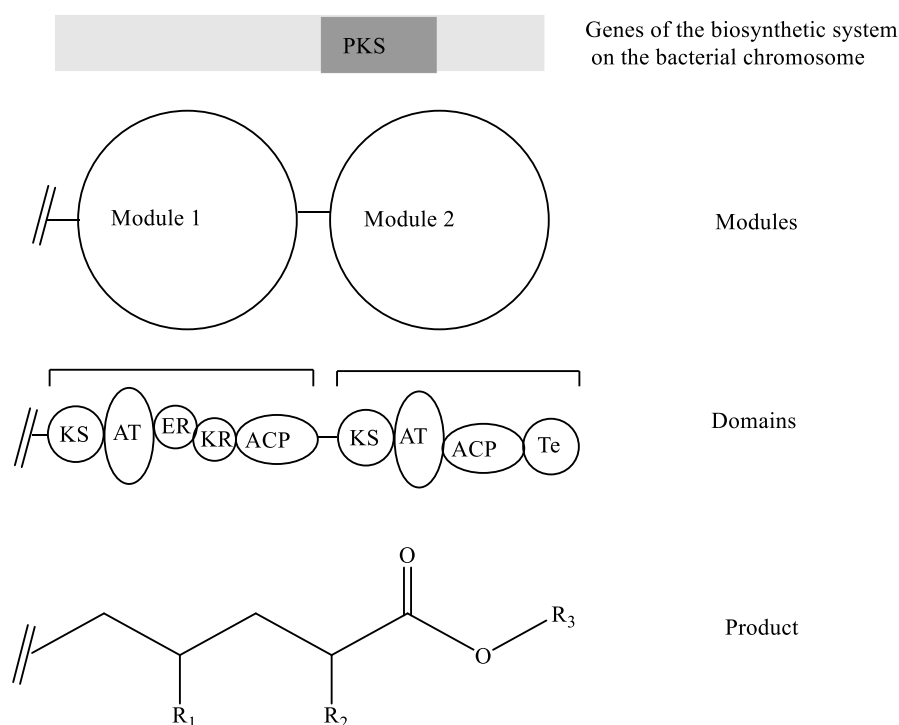 PKS
Genes of the biosynthetic system
on the bacterial chromosome
Module 1
Module 2
Modules
KS
AT
ER
KR
ACP
KS
AT
ACP
Te
Domains
O
O
R3
R1
R2
Product